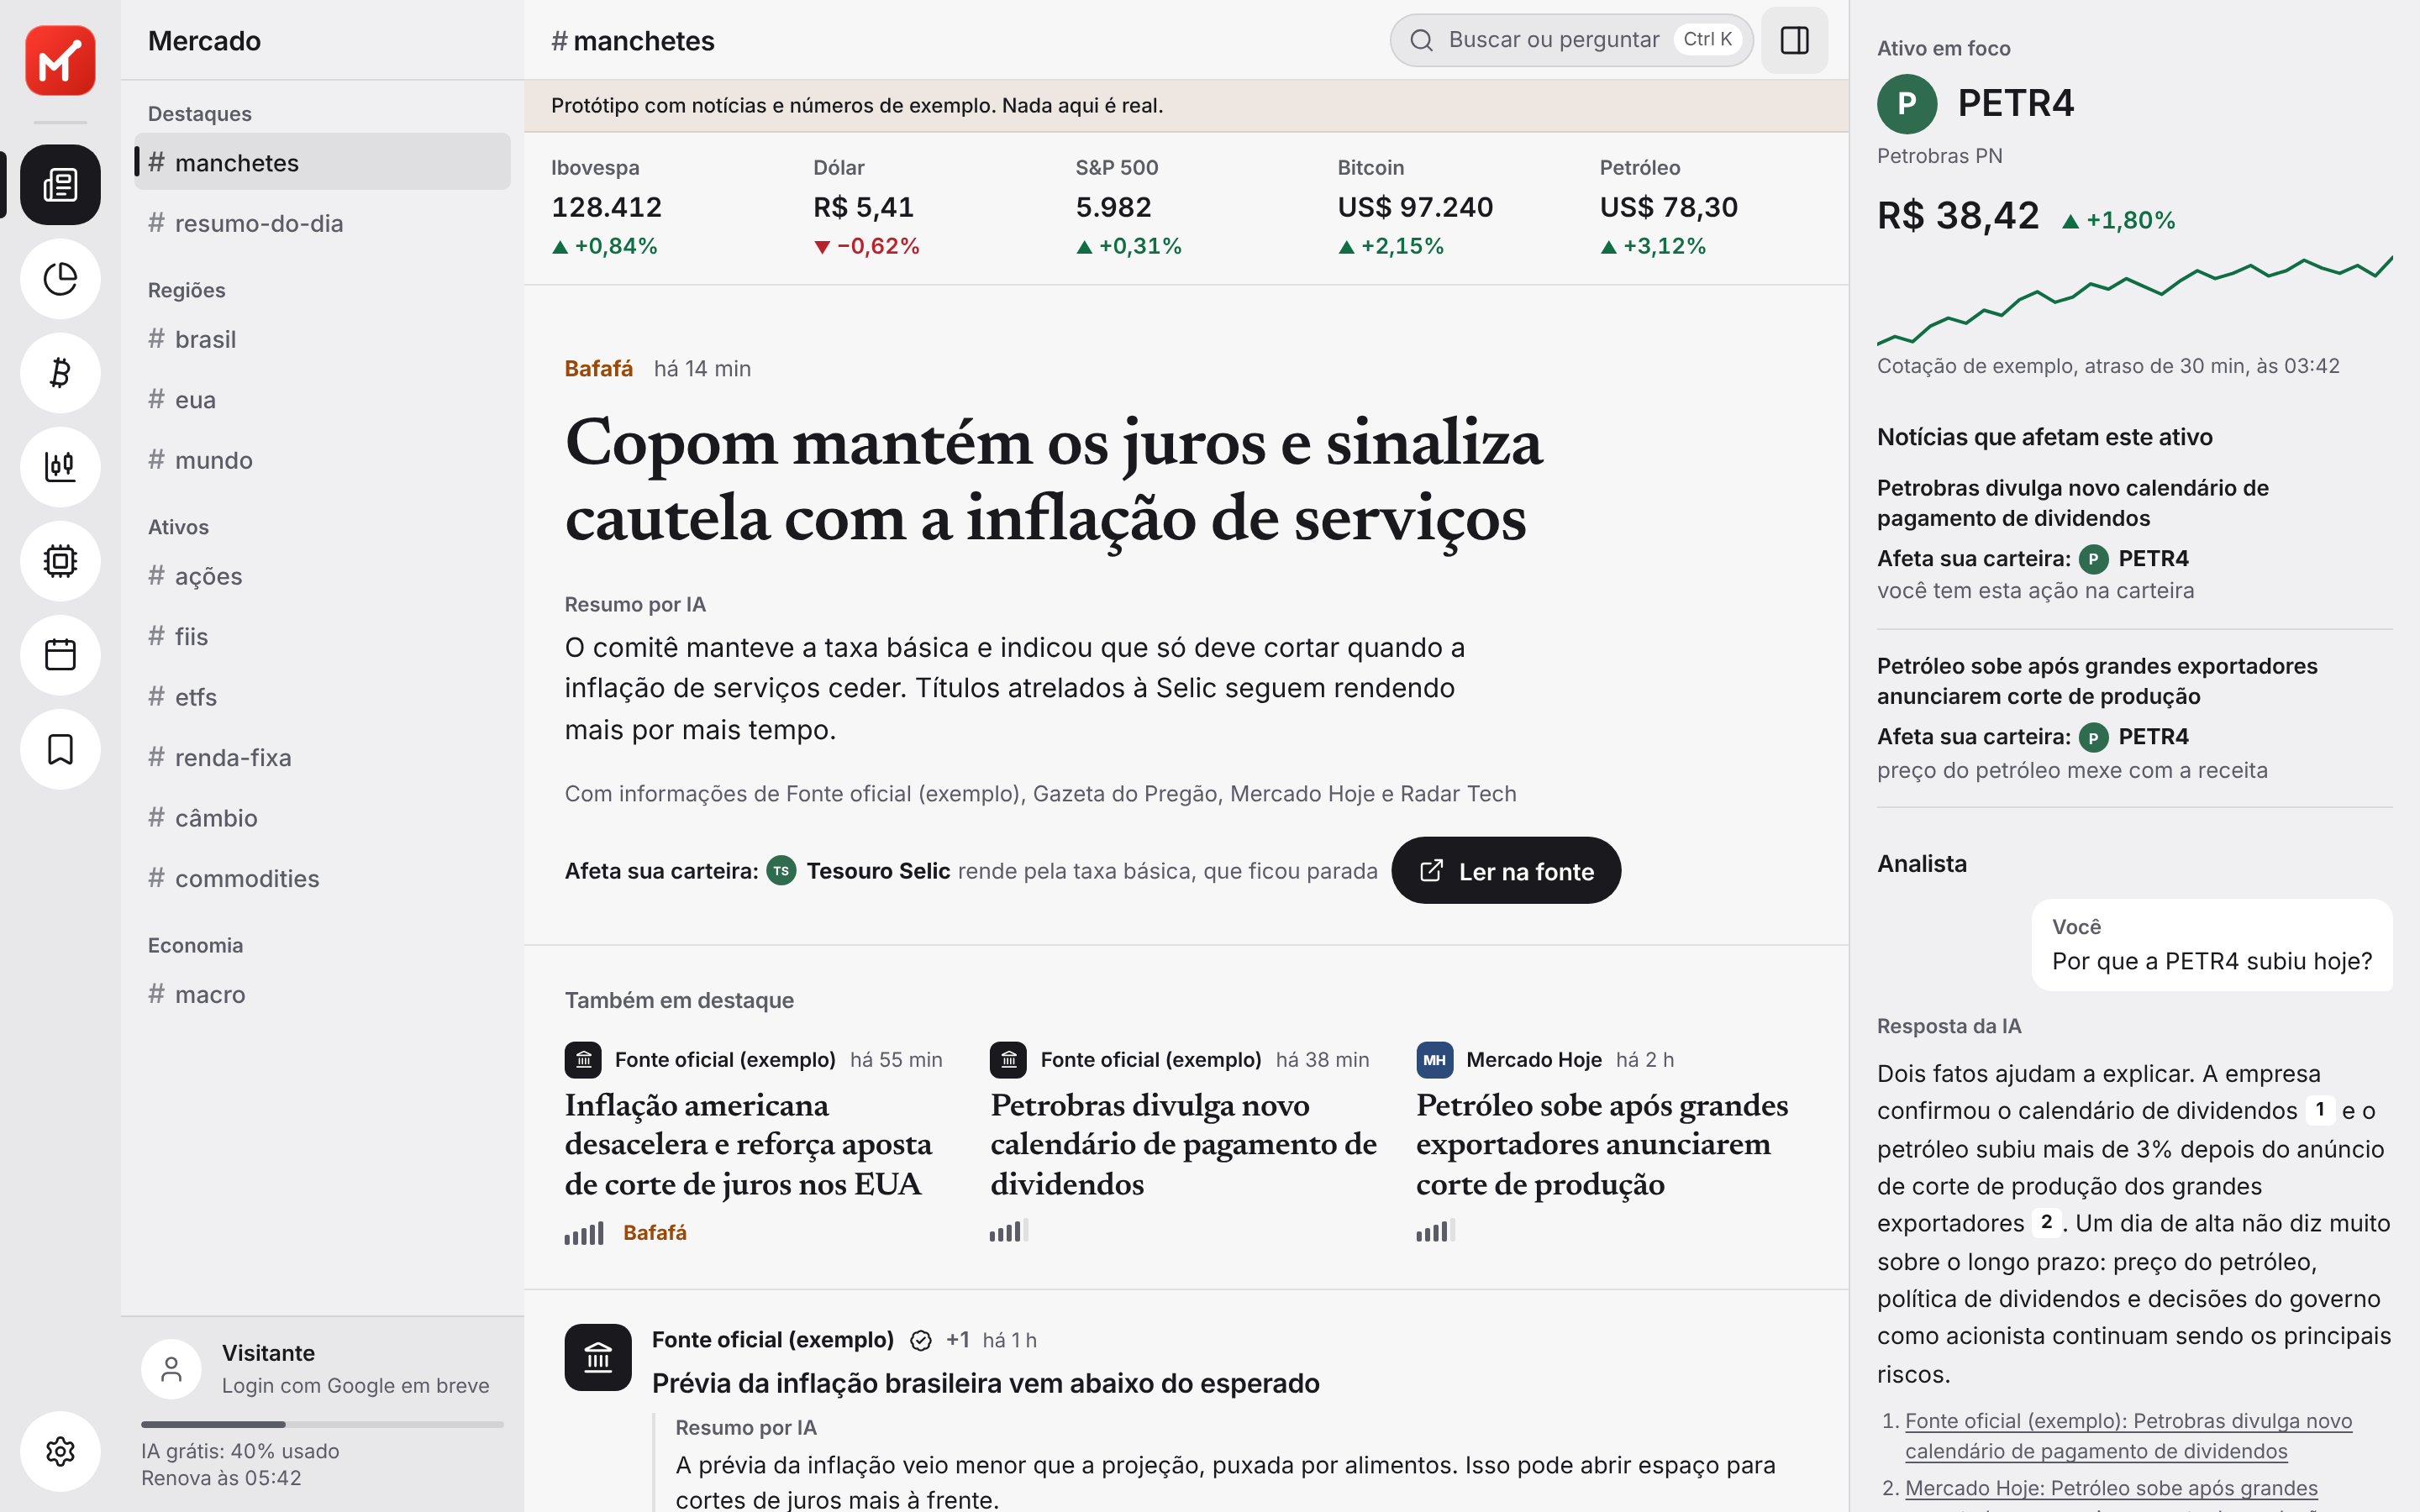 Mercado
Destaques
# manchetes
# resumo-do-dia
Regiões
# brasil
# eua
# mundo
Ativos
# ações
# fiis
# etfs
# renda-fixa
# câmbio
# commodities
Economia
# macro
Visitante
Login com Google em breve
IA grátis: 40% usado
Renova às 05:42
# manchetes
Buscar ou perguntar Ctrl K
Protótipo com notícias e números de exemplo. Nada aqui é real.
Ibovespa
128.412
▲ +0,84%
Dólar
R$ 5,41
▼ −0,62%
S&P 500
5.982
▲ +0,31%
Bitcoin
US$ 97.240
▲ +2,15%
Petróleo
US$ 78,30
▲ +3,12%
Bafafá há 14 min
Copom mantém os juros e sinaliza
cautela com a inflação de serviços
Resumo por IA
O comitê manteve a taxa básica e indicou que só deve cortar quando a
inflação de serviços ceder. Títulos atrelados à Selic seguem rendendo
mais por mais tempo.
Com informações de Fonte oficial (exemplo), Gazeta do Pregão, Mercado Hoje e Radar Tech
Afeta sua carteira: TS Tesouro Selic rende pela taxa básica, que ficou parada
Ler na fonte
Também em destaque
Fonte oficial (exemplo) há 55 min
Inflação americana
desacelera e reforça aposta
de corte de juros nos EUA
Bafafá
Fonte oficial (exemplo) há 38 min
Petrobras divulga novo
calendário de pagamento de
dividendos
MH Mercado Hoje há 2 h
Petróleo sobe após grandes
exportadores anunciarem
corte de produção
Fonte oficial (exemplo) +1 há 1 h
Prévia da inflação brasileira vem abaixo do esperado
Resumo por IA
A prévia da inflação veio menor que a projeção, puxada por alimentos. Isso pode abrir espaço para
cortes de juros mais à frente.
Ativo em foco
P PETR4
Petrobras PN
R$ 38,42 ▲ +1,80%
Cotação de exemplo, atraso de 30 min, às 03:42
Notícias que afetam este ativo
Petrobras divulga novo calendário de
pagamento de dividendos
Afeta sua carteira: P PETR4
você tem esta ação na carteira
Petróleo sobe após grandes exportadores
anunciarem corte de produção
Afeta sua carteira: P PETR4
preço do petróleo mexe com a receita
Analista
Você
Por que a PETR4 subiu hoje?
Resposta da IA
Dois fatos ajudam a explicar. A empresa
confirmou o calendário de dividendos 1 e o
petróleo subiu mais de 3% depois do anúncio
de corte de produção dos grandes
exportadores 2. Um dia de alta não diz muito
sobre o longo prazo: preço do petróleo,
política de dividendos e decisões do governo
como acionista continuam sendo os principais
riscos.
1. Fonte oficial (exemplo): Petrobras divulga novo
calendário de pagamento de dividendos
2. Mercado Hoje: Petróleo sobe após grandes